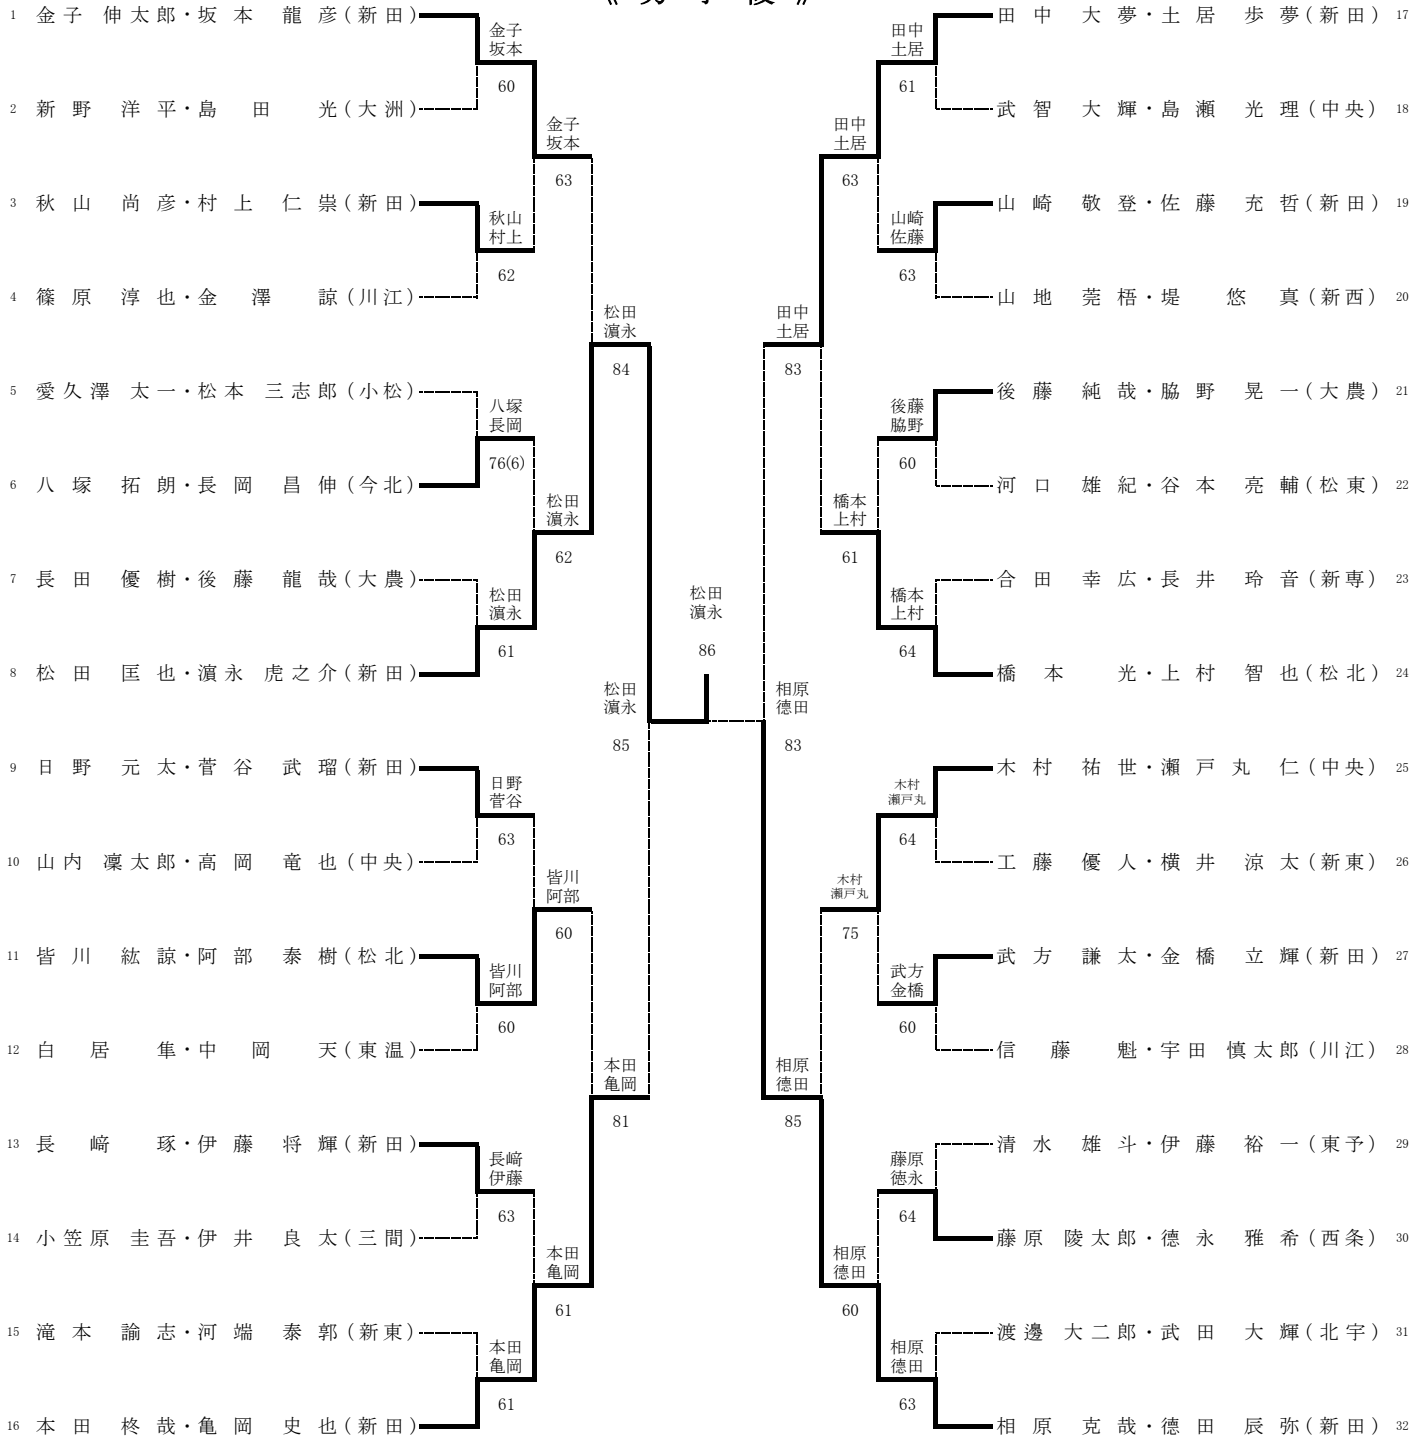 1 金子 伸太郎・坂本 龍彦(新田)
2 新野 洋平・島田 光(大洲)
3 秋山 尚彦・村上 仁崇(新田)
4 篠原 淳也・金澤 諒(川江)
5 愛久澤 太一・松本 三志郎(小松)
6 八塚 拓朗・長岡 昌伸(今北)
7 長田 優樹・後藤 龍哉(大農)
8 松田 匡也・濵永 虎之介(新田)
9 日野 元太・菅谷 武瑠(新田)
10 山内 凜太郎・高岡 竜也(中央)
11 皆川 紘諒・阿部 泰樹(松北)
12 白居 隼・中岡 天(東温)
13 長﨑 琢・伊藤 将輝(新田)
14 小笠原 圭吾・伊井 良太(三間)
15 滝本 諭志・河端 泰郭(新東)
16 本田 柊哉・亀岡 史也(新田)
金子
坂本
60
秋山
村上
62
八塚
長岡
76(6)
松田
濵永
61
日野
菅谷
63
皆川
阿部
60
長﨑
伊藤
63
本田
亀岡
61
金子
坂本
63
松田
濵永
62
皆川
阿部
60
本田
亀岡
61
松田
濵永
84
本田
亀岡
81
松田
濵永
85
松田
濵永
86
相原
德田
83
田中
土居
83
相原
德田
85
田中
土居
63
橋本
上村
61
木村
瀬戸丸
75
相原
德田
60
田中
土居
61
山崎
佐藤
63
後藤
脇野
60
橋本
上村
64
木村
瀬戸丸
64
武方
金橋
60
藤原
徳永
64
相原
德田
63
田中 大夢・土居 歩夢(新田) 17
武智 大輝・島瀬 光理(中央) 18
山崎 敬登・佐藤 充哲(新田) 19
山地 莞梧・堤 悠真(新西) 20
後藤 純哉・脇野 晃一(大農) 21
河口 雄紀・谷本 亮輔(松東) 22
合田 幸広・長井 玲音(新専) 23
橋本 光・上村 智也(松北) 24
木村 祐世・瀬戸丸 仁(中央) 25
工藤 優人・横井 涼太(新東) 26
武方 謙太・金橋 立輝(新田) 27
信藤 魁・宇田 慎太郎(川江) 28
清水 雄斗・伊藤 裕一(東予) 29
藤原 陵太郎・徳永 雅希(西条) 30
渡邊 大二郎・武田 大輝(北宇) 31
相原 克哉・德田 辰弥(新田) 32